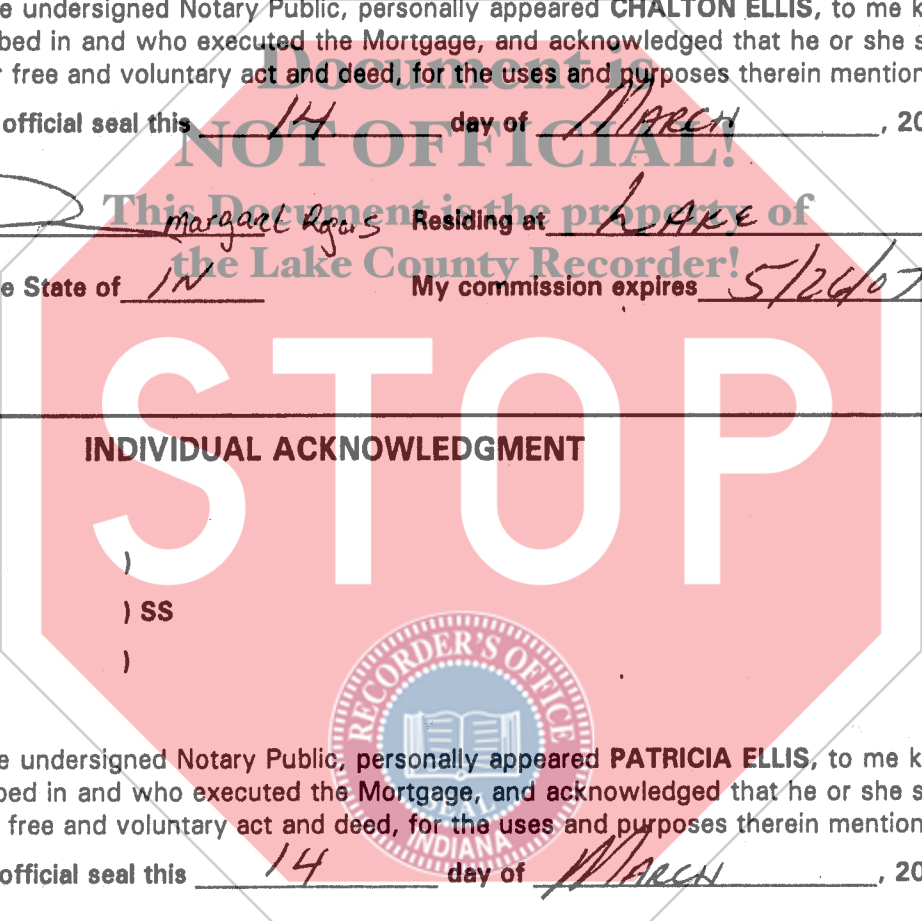 e undersigned Notary Public, personally appeared CHALTON ELLIS, to me k
bed in and who executed the Mortgage, and acknowledged that he or she s
r free and voluntary act and deed, for the uses and purposes therein mention
Document is
official seal this 14 day of MARCH, 20
NOT OFFICIAL!
This Document is the property of
Margaret Rogers Residing at LAKE
the Lake County Recorder!
e State of IN My commission expires 5/26/07
STOP
INDIVIDUAL ACKNOWLEDGMENT
)
) SS
)
RECORDER'S OFFICE
SEAL
INDIANA
e undersigned Notary Public, personally appeared PATRICIA ELLIS, to me k
bed in and who executed the Mortgage, and acknowledged that he or she s
free and voluntary act and deed, for the uses and purposes therein mention
official seal this 14 day of MARCH, 20